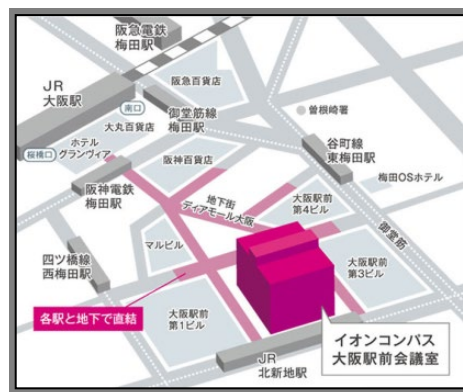 阪急電鉄
梅田駅
阪急百貨店
JR
大阪駅
南口
御堂筋線
梅田駅
大丸百貨店
曽根崎署
桜橋口
ホテル
グランヴィア
阪神百貨店
谷町線
東梅田駅
阪神電鉄
梅田駅
地下街
ディアモール大阪
大阪駅前
第4ビル
梅田OSホテル
御堂筋
マルビル
四ツ橋線
西梅田駅
大阪駅前
第3ビル
各駅と地下で直結
大阪駅前
第1ビル
イオンコンパス
大阪駅前会議室
JR
北新地駅